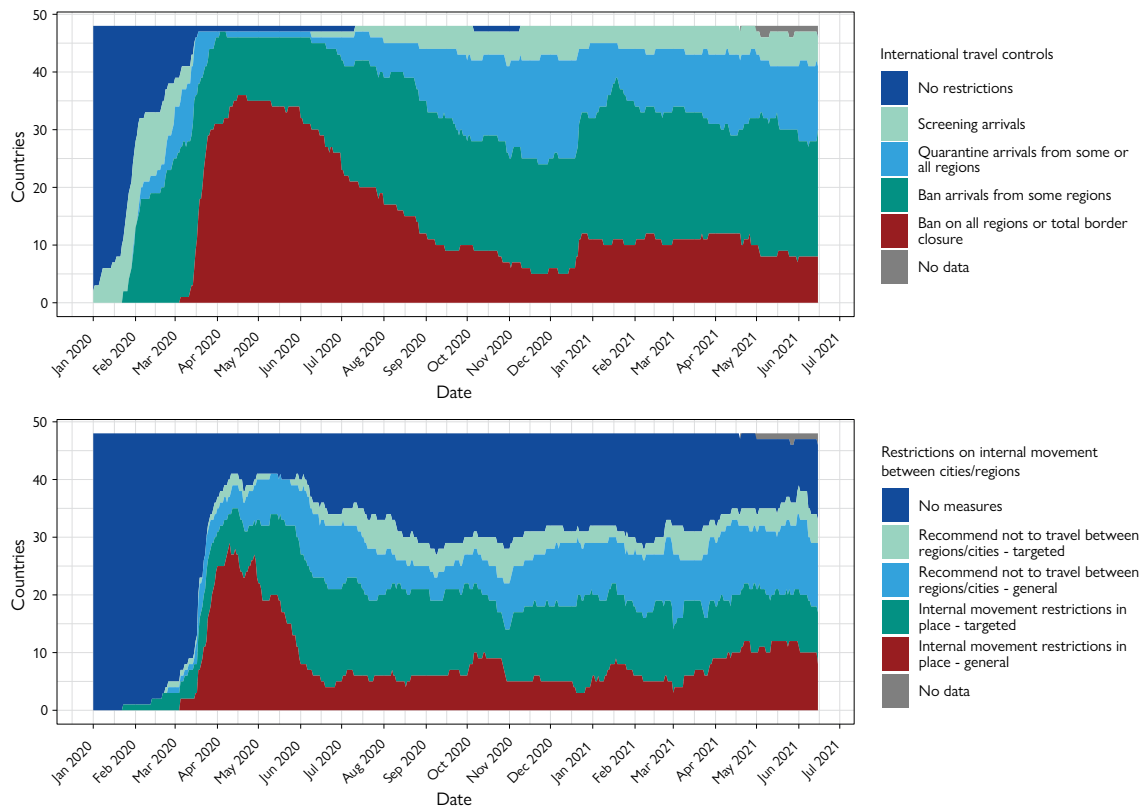 50
40
30
20
10
0
Countries
Jan 2020
Feb 2020
Mar 2020
Apr 2020
May 2020
Jun 2020
Jul 2020
Aug 2020
Sep 2020
Oct 2020
Nov 2020
Dec 2020
Jan 2021
Feb 2021
Mar 2021
Apr 2021
May 2021
Jun 2021
Jul 2021
Date
International travel controls
No restrictions
Screening arrivals
Quarantine arrivals from some or
all regions
Ban arrivals from some regions
Ban on all regions or total border
closure
No data
50
40
30
20
10
0
Countries
Jan 2020
Feb 2020
Mar 2020
Apr 2020
May 2020
Jun 2020
Jul 2020
Aug 2020
Sep 2020
Oct 2020
Nov 2020
Dec 2020
Jan 2021
Feb 2021
Mar 2021
Apr 2021
May 2021
Jun 2021
Jul 2021
Date
Restrictions on internal movement
between cities/regions
No measures
Recommend not to travel between
regions/cities - targeted
Recommend not to travel between
regions/cities - general
Internal movement restrictions in
place - targeted
Internal movement restrictions in
place - general
No data